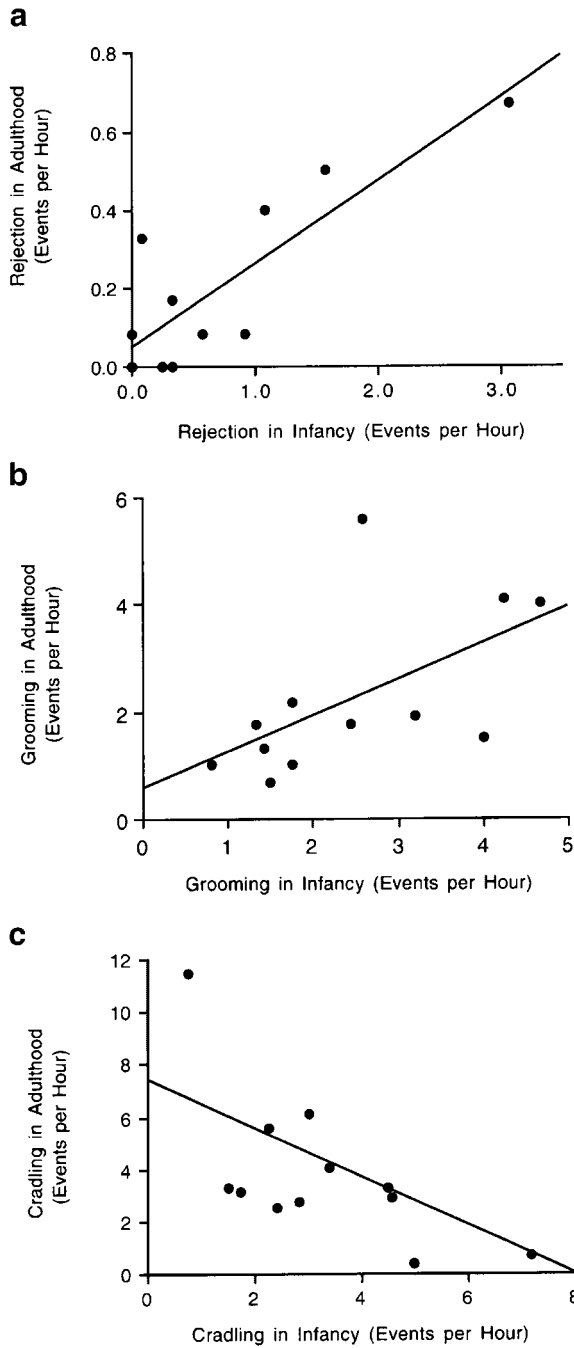 a
Rejection in Adulthood
(Events per Hour)
0.8
0.6
0.4
0.2
0.0
0.0 1.0 2.0 3.0
Rejection in Infancy (Events per Hour)
b
Grooming in Adulthood
(Events per Hour)
6
4
2
0
0 1 2 3 4 5
Grooming in Infancy (Events per Hour)
c
Cradling in Adulthood
(Events per Hour)
12
10
8
6
4
2
0
0 2 4 6 8
Cradling in Infancy (Events per Hour)